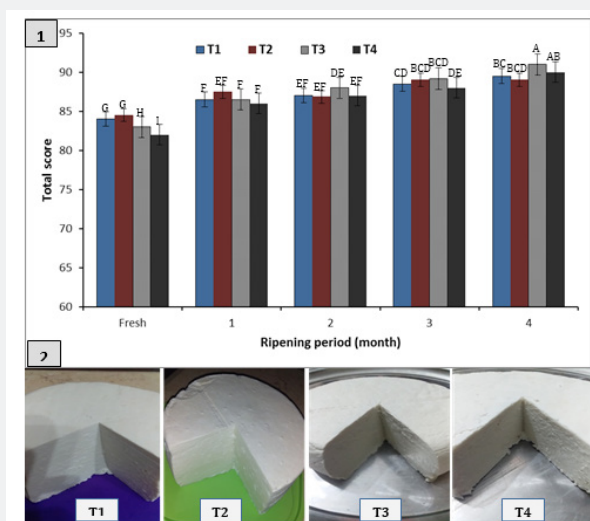 1
95
T1 T2 T3 T4
A
AB
BCD BCD
BC BCD
CD
DE
DE
EF
F F F
EF EF
EF
G G
H
I
90
85
80
75
70
65
60
Total score
Fresh 1 2 3 4
Ripening period (month)
2
T1 T2 T3 T4